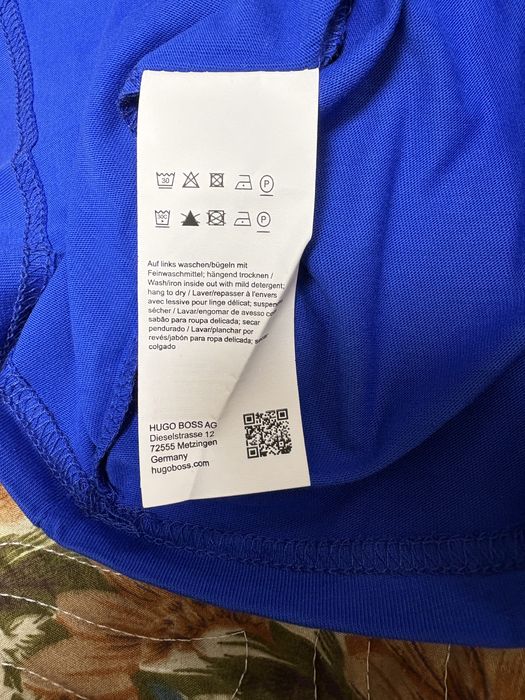 30 P
30C P
Auf links waschen/bügeln mit
Feinwaschmittel; hängend trocknen /
Wash/iron inside out with mild detergent;
hang to dry / Laver/repasser à l'envers
avec lessive pour linge délicat;
sécher / Lavar/engomar de avesso
sabão para roupa delicada; secar
pendurado / Lavar/planchar por
revés/jabón para ropa delicada; secar
colgado
HUGO BOSS AG
Dieselstrasse 12
72555 Metzingen
Germany
hugoboss.com